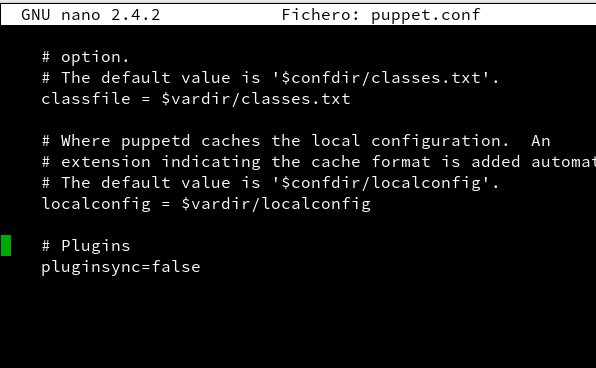 GNU nano 2.4.2 Fichero: puppet.conf
# option.
# The default value is '$confdir/classes.txt'.
classfile = $vardir/classes.txt
# Where puppetd caches the local configuration. An
# extension indicating the cache format is added automat
# The default value is '$confdir/localconfig'.
localconfig = $vardir/localconfig
# Plugins
pluginsync=false